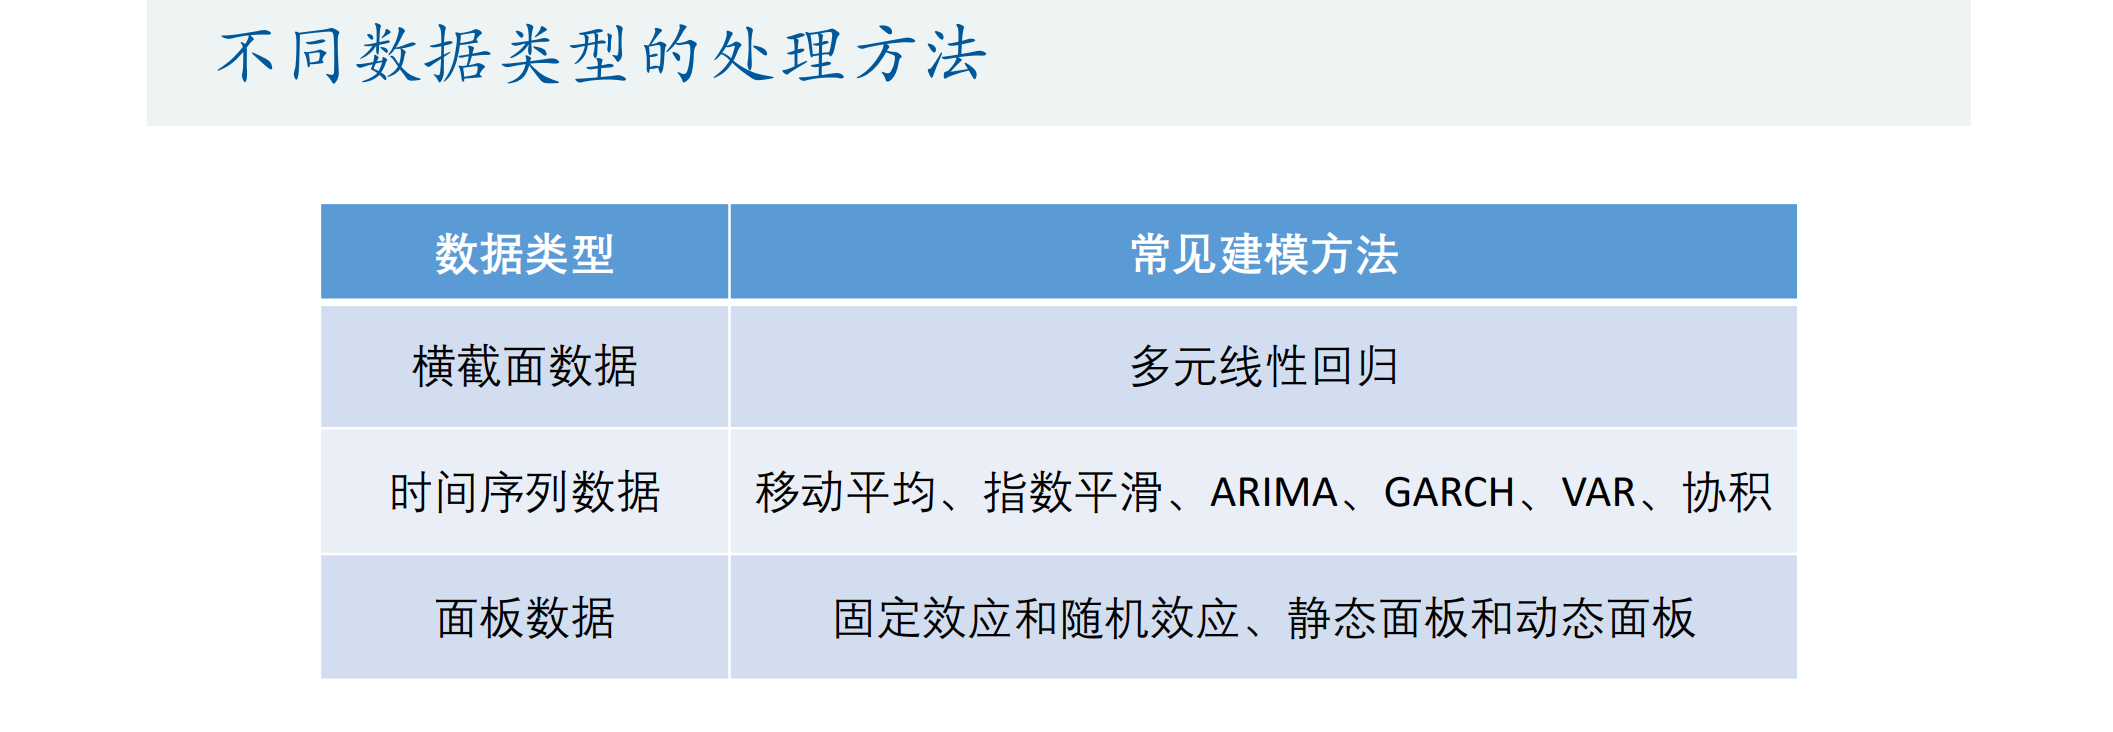 不同数据类型的处理方法
数据类型 常见建模方法
横截面数据 多元线性回归
时间序列数据 移动平均、指数平滑、ARIMA、GARCH、VAR、协积
面板数据 固定效应和随机效应、静态面板和动态面板